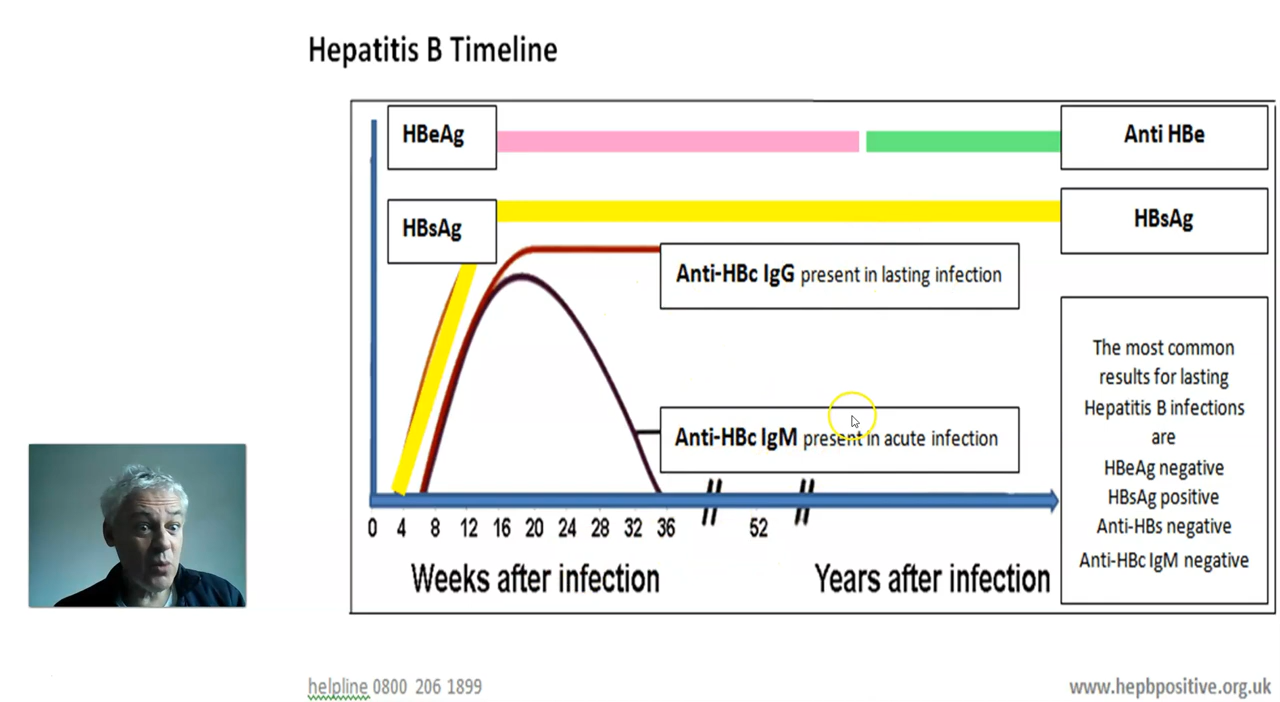 Hepatitis B Timeline
HBeAg
Anti HBe
HBsAg
HBsAg
Anti-HBc IgG present in lasting infection
Anti-HBc IgM present in acute infection
The most common
results for lasting
Hepatitis B infections
are
HBeAg negative
HBsAg positive
Anti-HBs negative
Anti-HBc IgM negative
0 4 8 12 16 20 24 28 32 36 52
Weeks after infection
Years after infection
helpline 0800 206 1899
www.hepbpositive.org.uk